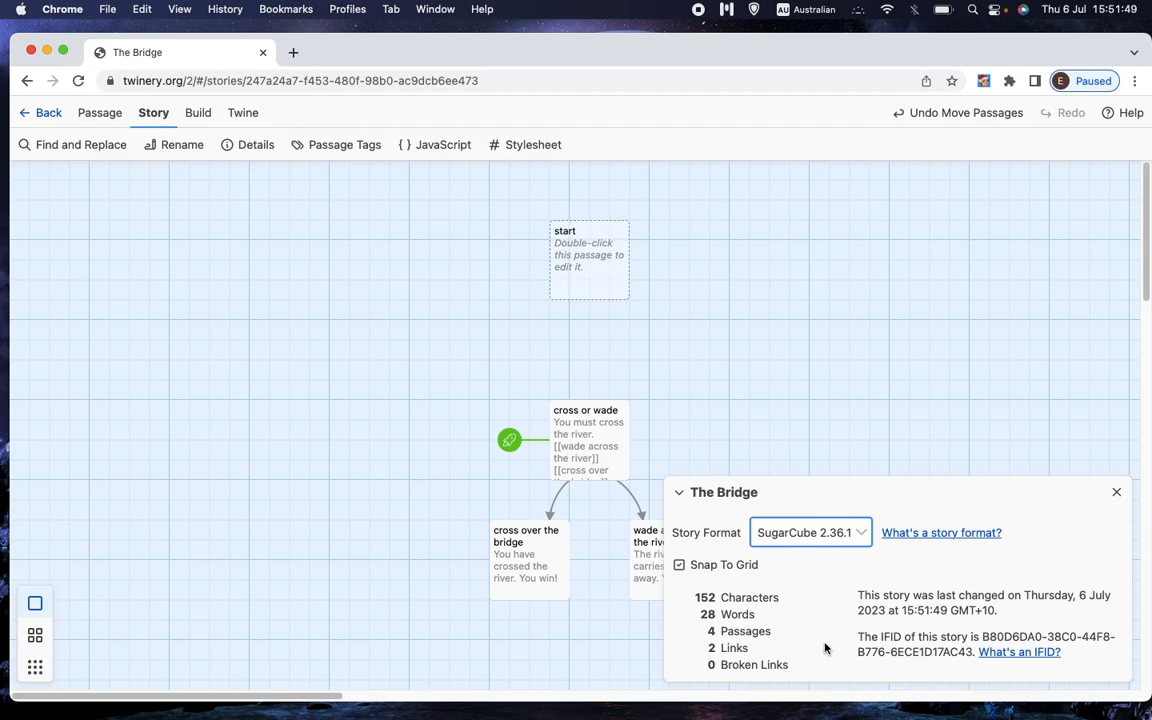 Chrome File Edit View History Bookmarks Profiles Tab Window Help AU Australian Thu 6 Jul 15:51:49
The Bridge
twinery.org/2/#/stories/247a24a7-f453-480f-98b0-ac9dcb6ee473 E Paused
Back Passage Story Build Twine Undo Move Passages Redo Help
Find and Replace Rename Details Passage Tags { } JavaScript # Stylesheet
start
Double-click
this passage to
edit it.
cross or wade
You must cross
the river.
[[wade across
the river]]
[[cross over
cross over the
bridge
You have
crossed the
river. You win!
wade
the
The
carries
away.
The Bridge
Story Format SugarCube 2.36.1 What's a story format?
Snap To Grid
152 Characters
28 Words
4 Passages
2 Links
0 Broken Links
This story was last changed on Thursday, 6 July
2023 at 15:51:49 GMT+10.
The IFID of this story is B80D6DA0-38C0-44F8-
B776-6ECE1D17AC43. What's an IFID?